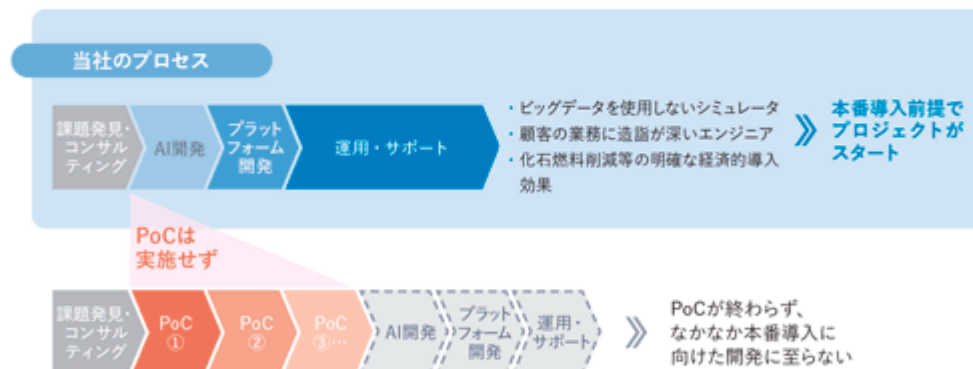 当社のプロセス
課題発見・
コンサル
ティング
AI開発
プラット
フォーム
開発
運用・サポート
・ビッグデータを使用しないシミュレータ
・顧客の業務に造詣が深いエンジニア
・化石燃料削減等の明確な経済的導入
効果
本番導入前提で
プロジェクトが
スタート
PoCは
実施せず
課題発見・
コンサル
ティング
PoC
①
PoC
②
PoC
③…
AI開発
プラット
フォーム
開発
運用・
サポート
PoCが終わらず、
なかなか本番導入に
向けた開発に至らない